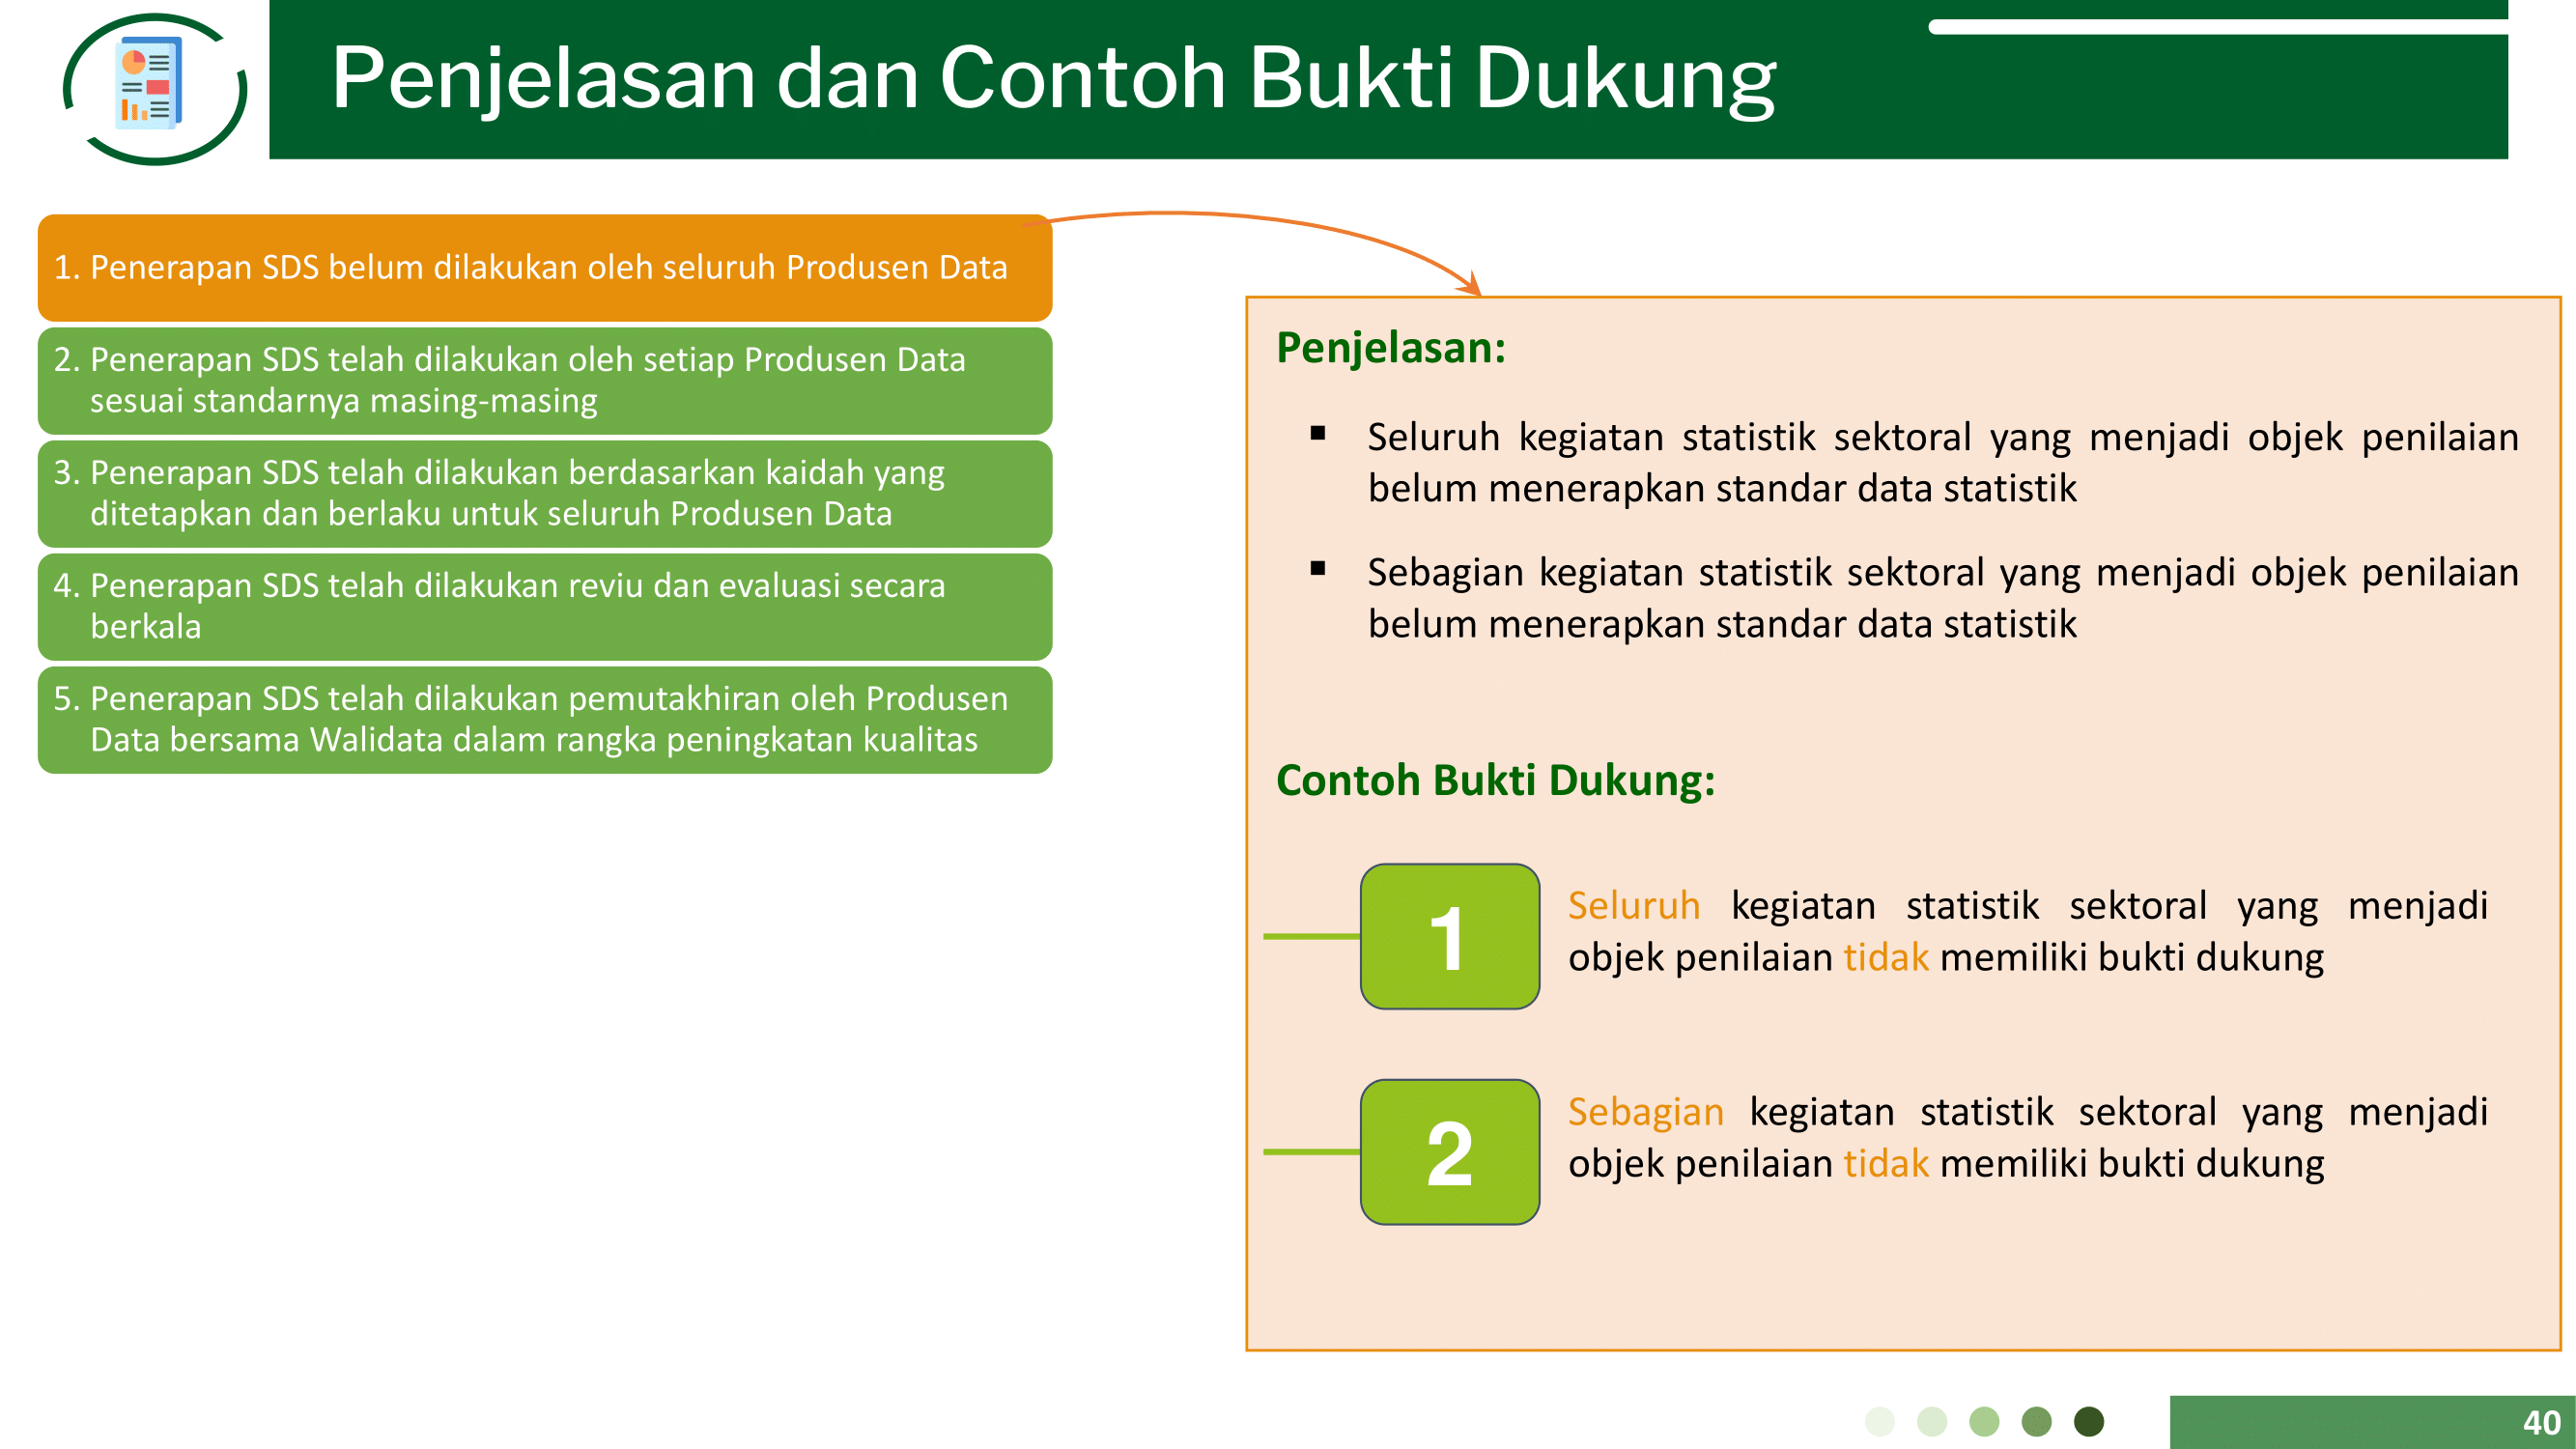 Penjelasan dan Contoh Bukti Dukung
1. Penerapan SDS belum dilakukan oleh seluruh Produsen Data
2. Penerapan SDS telah dilakukan oleh setiap Produsen Data
sesuai standarnya masing-masing
3. Penerapan SDS telah dilakukan berdasarkan kaidah yang
ditetapkan dan berlaku untuk seluruh Produsen Data
4. Penerapan SDS telah dilakukan reviu dan evaluasi secara
berkala
5. Penerapan SDS telah dilakukan pemutakhiran oleh Produsen
Data bersama Walidata dalam rangka peningkatan kualitas
Penjelasan:
▪ Seluruh kegiatan statistik sektoral yang menjadi objek penilaian
belum menerapkan standar data statistik
▪ Sebagian kegiatan statistik sektoral yang menjadi objek penilaian
belum menerapkan standar data statistik
Contoh Bukti Dukung:
1
Seluruh kegiatan statistik sektoral yang menjadi
objek penilaian tidak memiliki bukti dukung
2
Sebagian kegiatan statistik sektoral yang menjadi
objek penilaian tidak memiliki bukti dukung
40